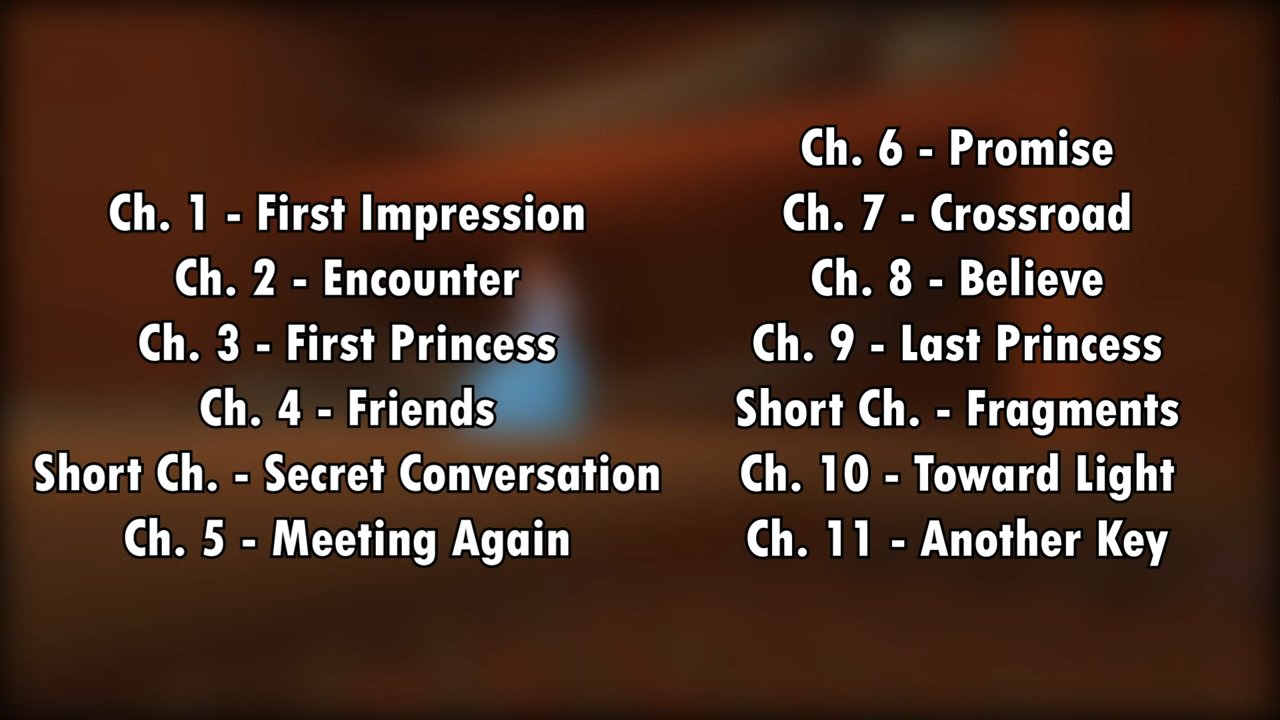 Ch. 1 - First Impression
Ch. 2 - Encounter
Ch. 3 - First Princess
Ch. 4 - Friends
Short Ch. - Secret Conversation
Ch. 5 - Meeting Again
Ch. 6 - Promise
Ch. 7 - Crossroad
Ch. 8 - Believe
Ch. 9 - Last Princess
Short Ch. - Fragments
Ch. 10 - Toward Light
Ch. 11 - Another Key